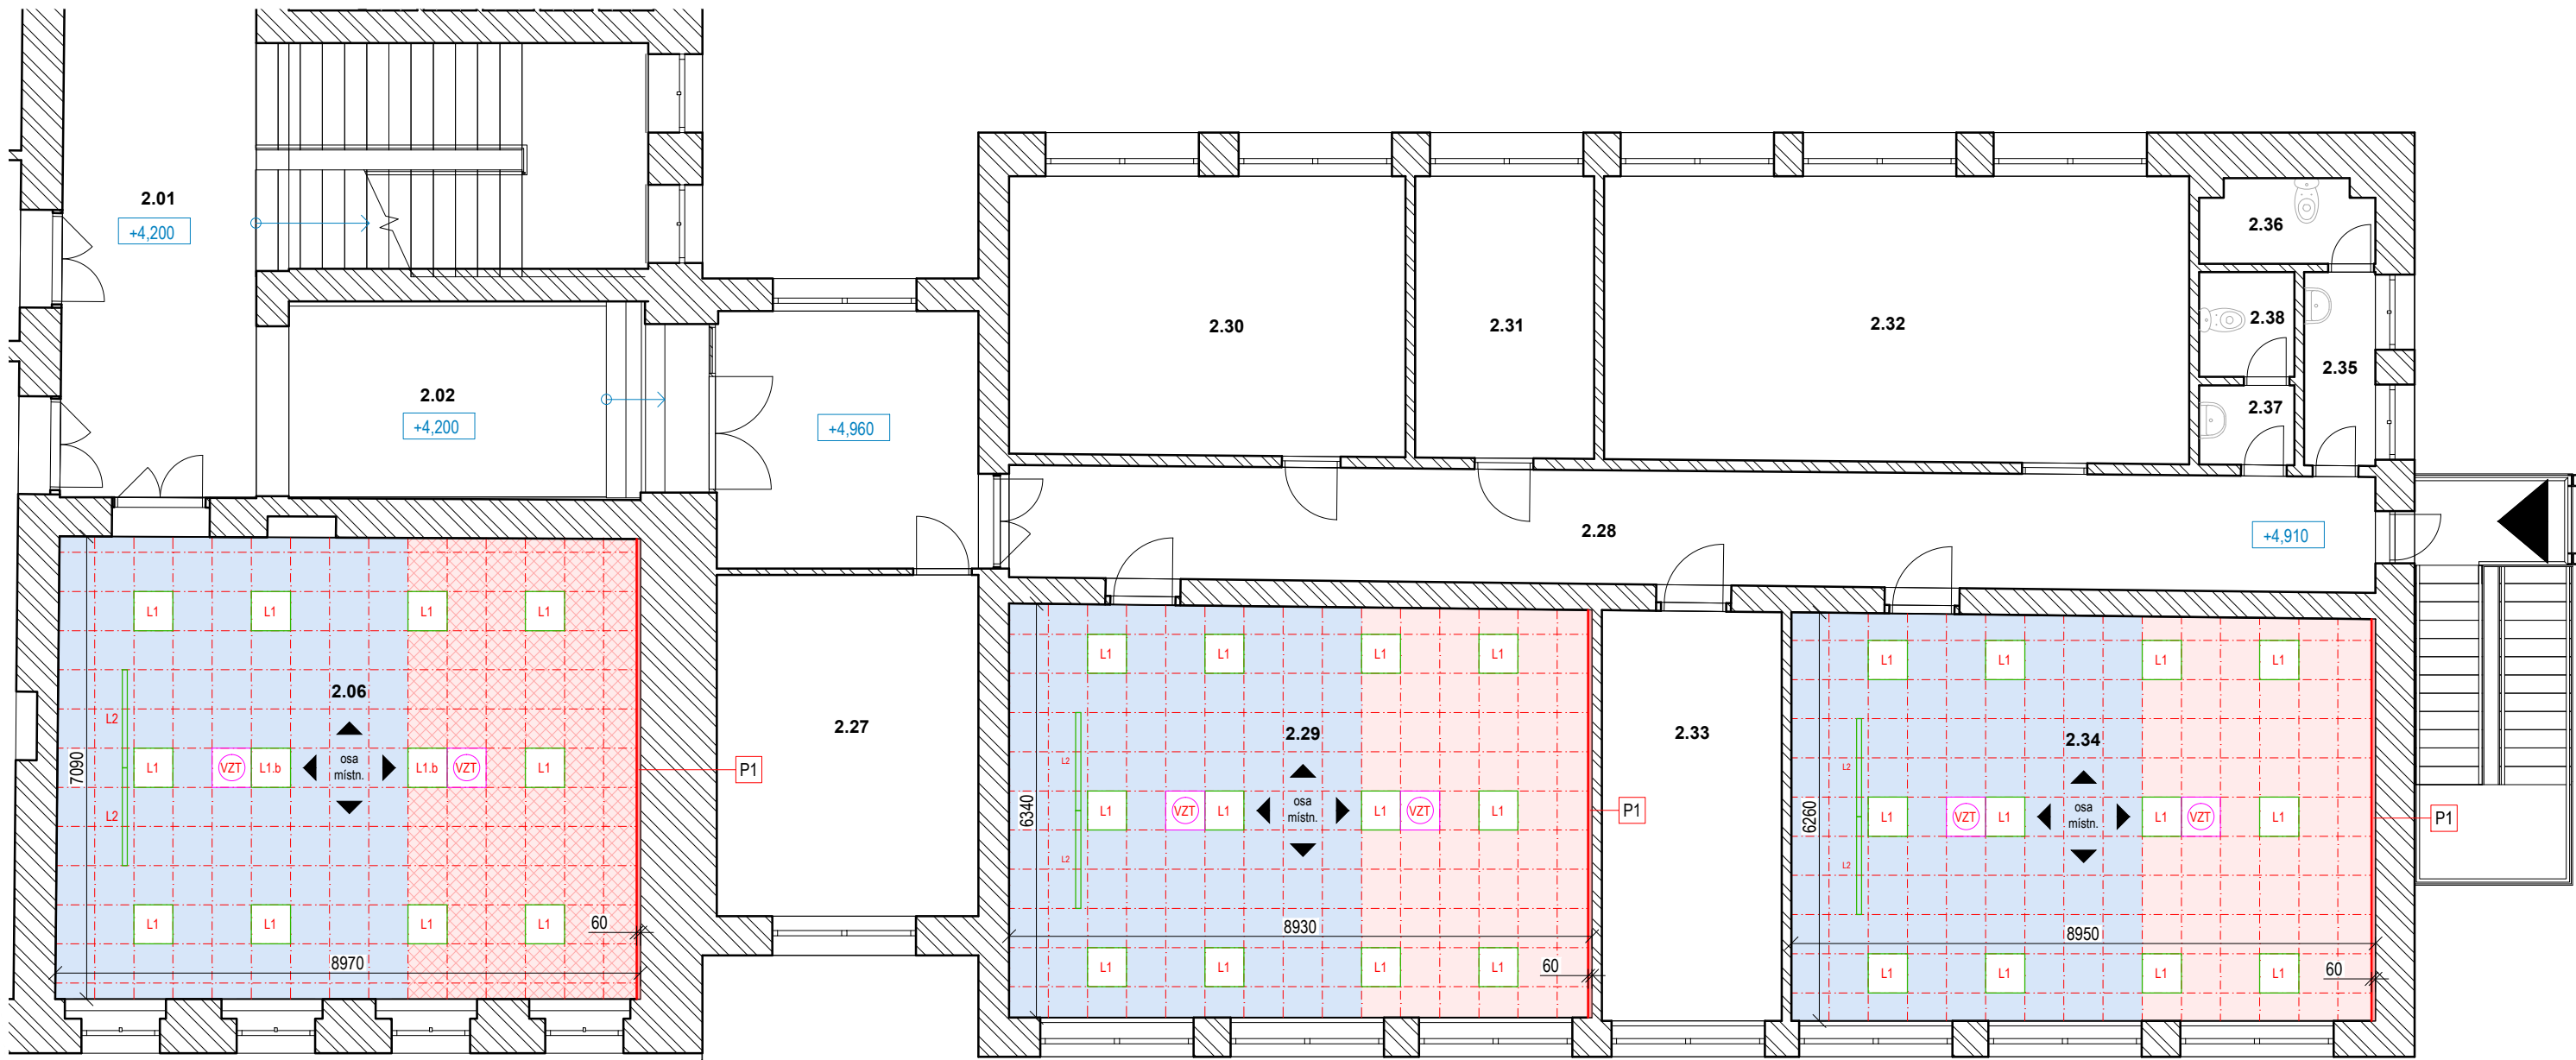 2.01
+4,200
2.02
+4,200
+4,960
2.30
2.31
2.32
2.36
2.38
2.35
2.37
2.28
+4,910
L1
L1
L1
L1
2.06
L2
L2
7090
L1
VZT
L1.b
osa
místn.
L1.b
VZT
L1
P1
L1
L1
L1
L1
60
8970
2.27
L1
L1
L1
L1
2.29
L2
L2
6340
L1
VZT
L1
osa
místn.
L1
VZT
L1
P1
8930
L1
L1
L1
L1
60
2.33
L1
L1
L1
L1
2.34
L2
L2
6260
L1
VZT
L1
osa
místn.
L1
VZT
L1
P1
8950
L1
L1
L1
L1
60